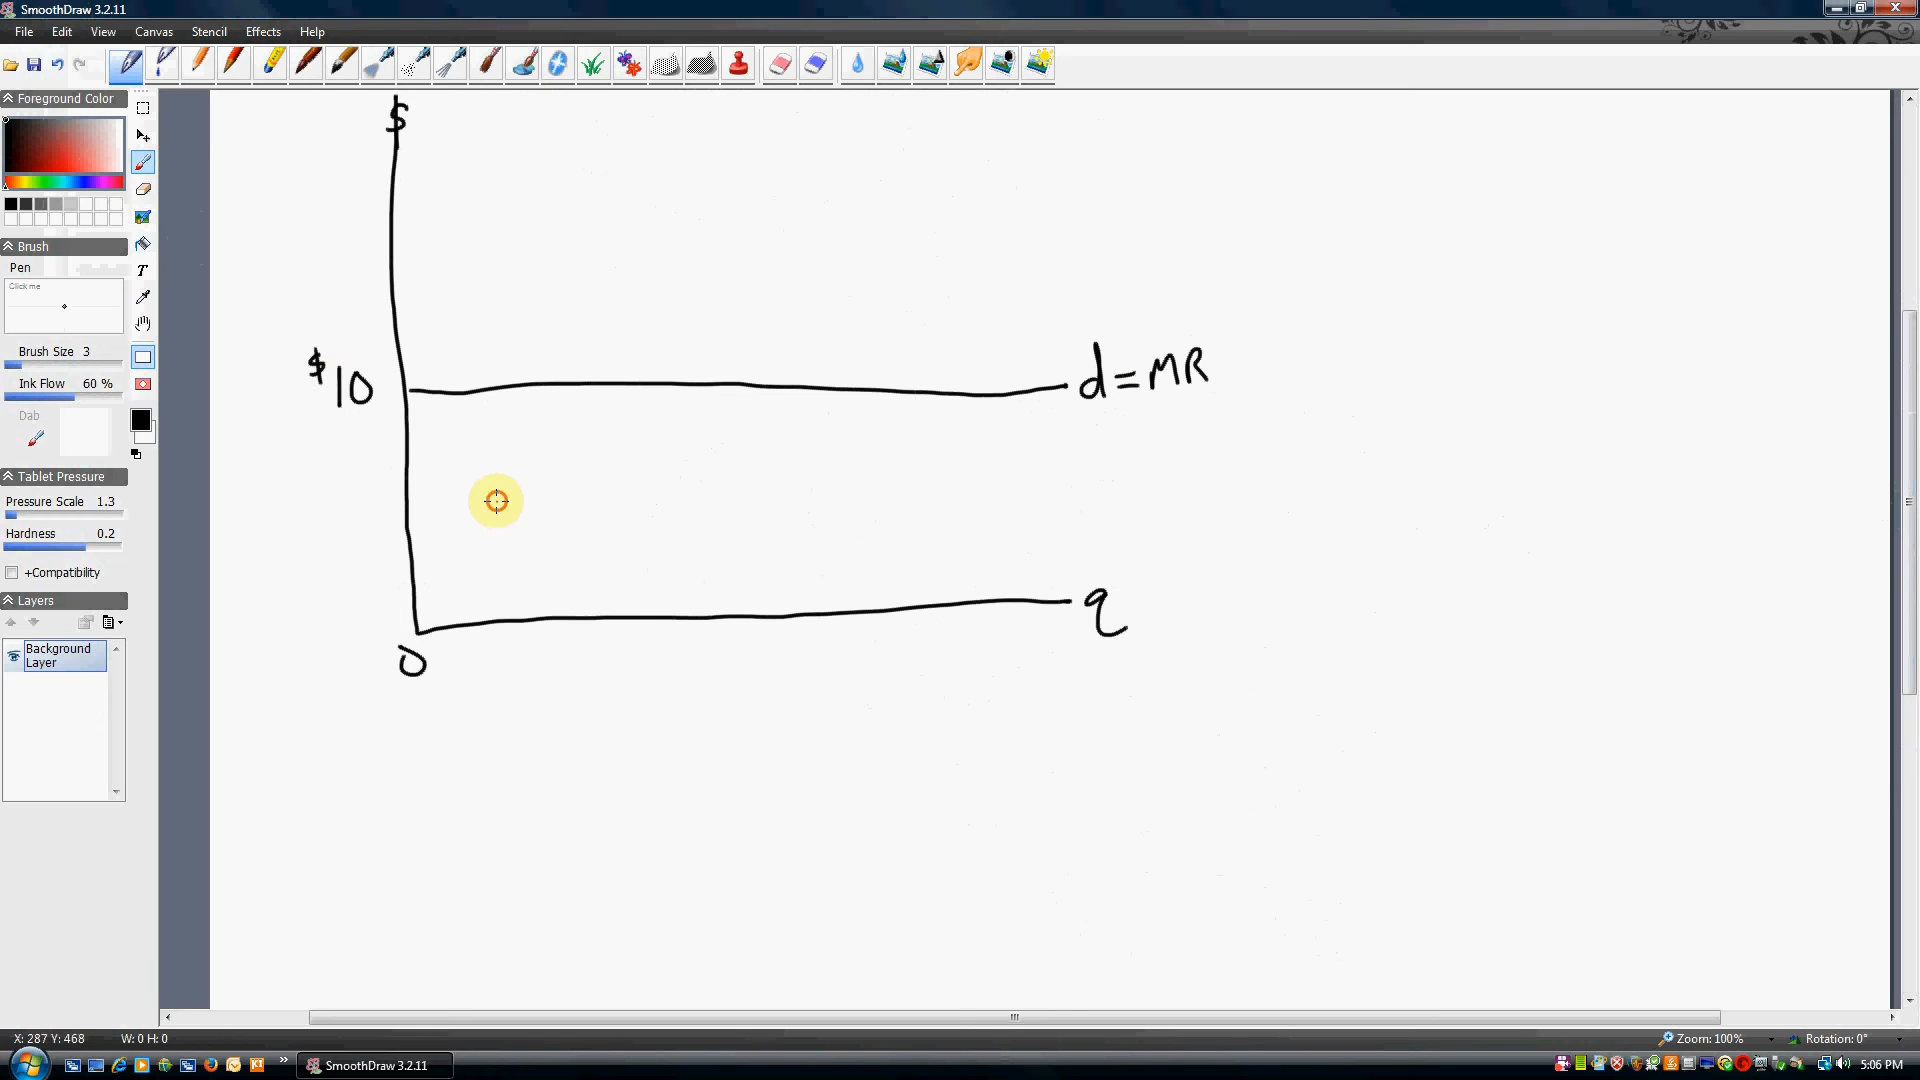 SmoothDraw 3.2.11
File Edit View Canvas Stencil Effects Help
Foreground Color
Brush
Pen
Click me
Brush Size 3
Ink Flow 60 %
Dab
Tablet Pressure
Pressure Scale 1.3
Hardness 0.2
+Compatibility
Layers
Background
Layer
$
$10
d=MR
q
0
X: 287 Y: 468 W: 0 H: 0
Zoom: 100% Rotation: 0°
SmoothDraw 3.2.11
5:06 PM